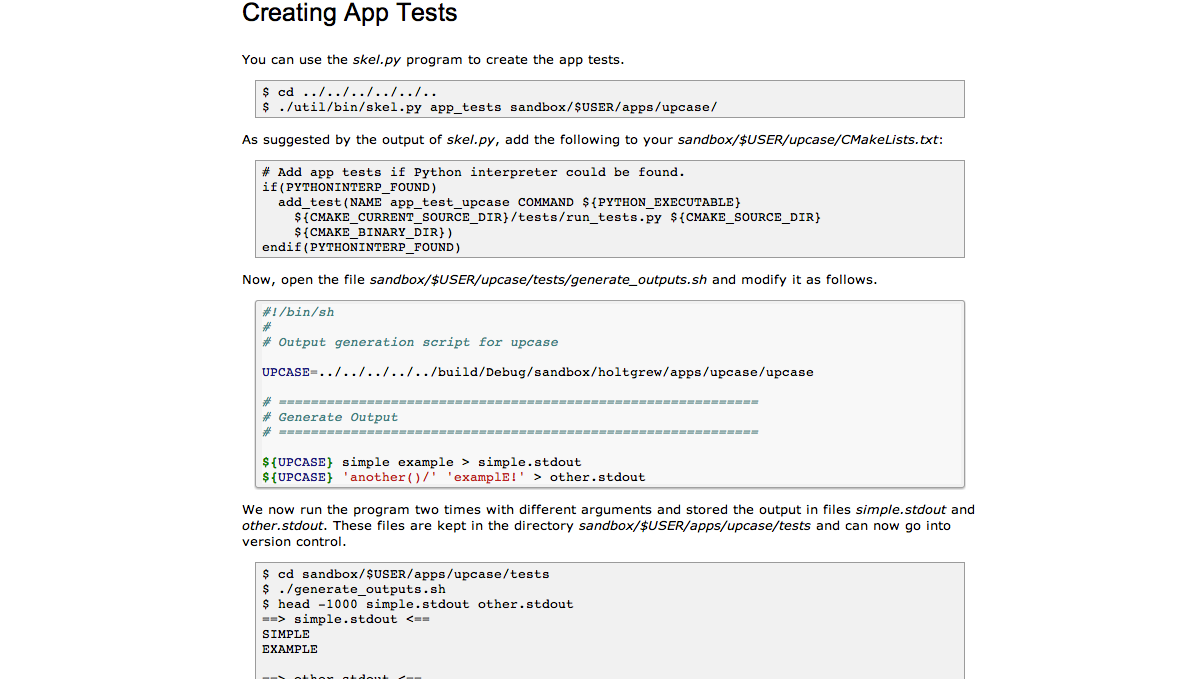 Creating App Tests
You can use the skel.py program to create the app tests.
$ cd ../../../../../..
$ ./util/bin/skel.py app_tests sandbox/$USER/apps/upcase/
As suggested by the output of skel.py, add the following to your sandbox/$USER/upcase/CMakeLists.txt:
# Add app tests if Python interpreter could be found.
if(PYTHONINTERP_FOUND)
  add_test(NAME app_test_upcase COMMAND ${PYTHON_EXECUTABLE}
    ${CMAKE_CURRENT_SOURCE_DIR}/tests/run_tests.py ${CMAKE_SOURCE_DIR}
    ${CMAKE_BINARY_DIR})
endif(PYTHONINTERP_FOUND)
Now, open the file sandbox/$USER/upcase/tests/generate_outputs.sh and modify it as follows.
#!/bin/sh
#
# Output generation script for upcase
UPCASE=../../../../../build/Debug/sandbox/holtgrew/apps/upcase/upcase
# ============================================================
# Generate Output
# ============================================================
${UPCASE} simple example > simple.stdout
${UPCASE} 'another()/' 'examplE!' > other.stdout
We now run the program two times with different arguments and stored the output in files simple.stdout and
other.stdout. These files are kept in the directory sandbox/$USER/apps/upcase/tests and can now go into
version control.
$ cd sandbox/$USER/apps/upcase/tests
$ ./generate_outputs.sh
$ head -1000 simple.stdout other.stdout
==> simple.stdout <==
SIMPLE
EXAMPLE
==> other.stdout <==